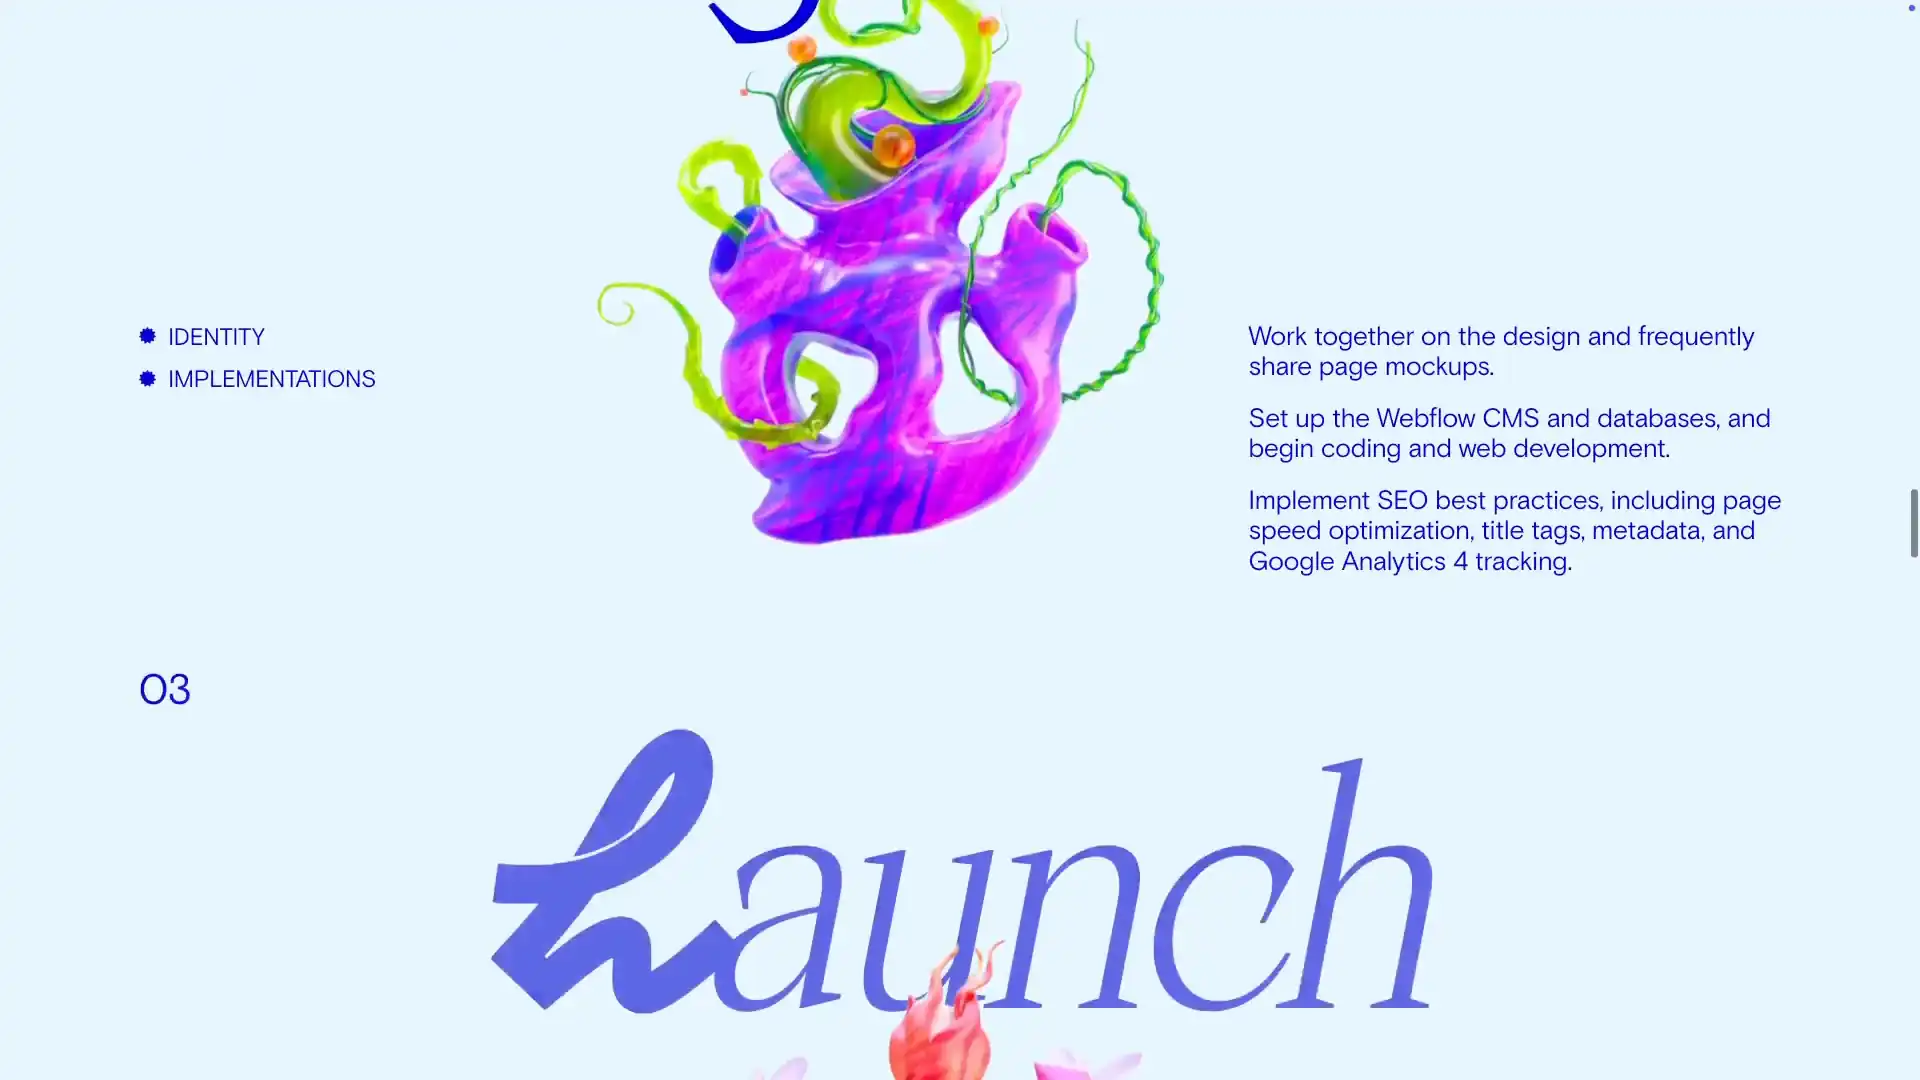 IDENTITY
IMPLEMENTATIONS
Work together on the design and frequently
share page mockups.
Set up the Webflow CMS and databases, and
begin coding and web development.
Implement SEO best practices, including page
speed optimization, title tags, metadata, and
Google Analytics 4 tracking.
03
Launch